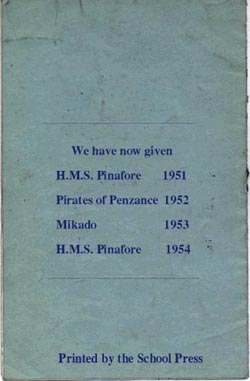 We have now given
H.M.S. Pinafore 1951
Pirates of Penzance 1952
Mikado 1953
H.M.S. Pinafore 1954
Printed by the School Press